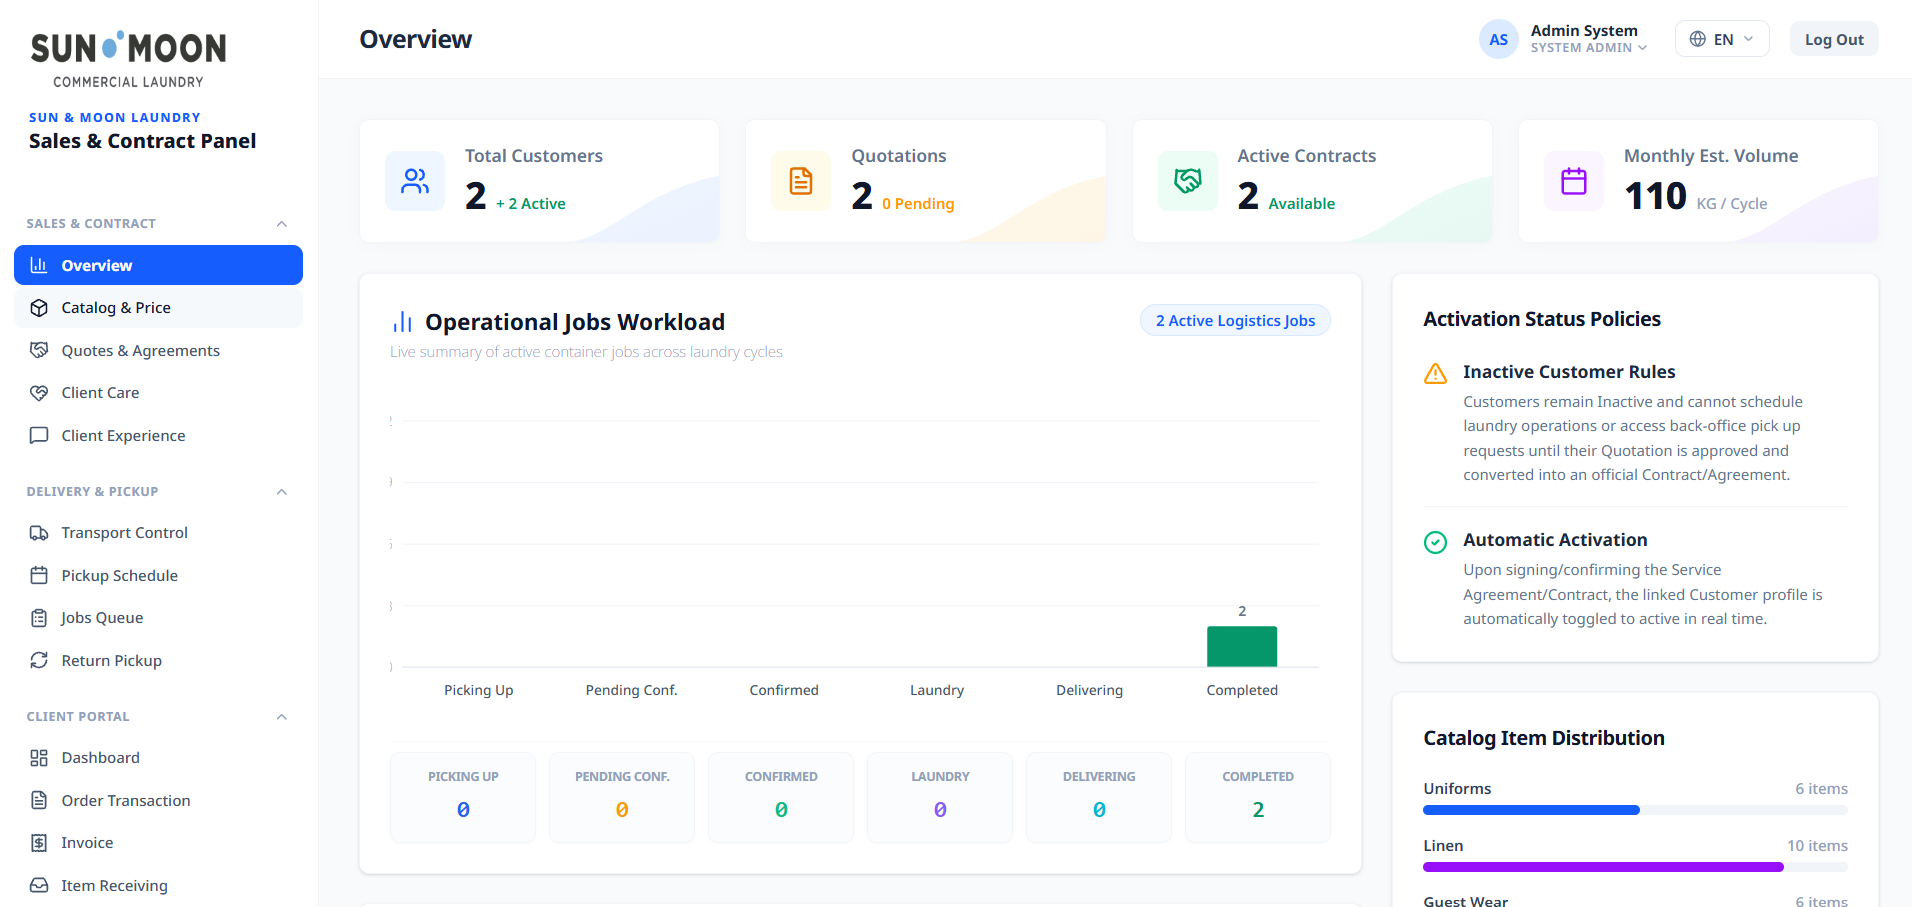 SUN MOON
COMMERCIAL LAUNDRY
SUN & MOON LAUNDRY
Sales & Contract Panel
SALES & CONTRACT
Overview
Catalog & Price
Quotes & Agreements
Client Care
Client Experience
DELIVERY & PICKUP
Transport Control
Pickup Schedule
Jobs Queue
Return Pickup
CLIENT PORTAL
Dashboard
Order Transaction
Invoice
Item Receiving
Overview
AS
Admin System
SYSTEM ADMIN
EN
Log Out
Total Customers
2 + 2 Active
Quotations
2 0 Pending
Active Contracts
2 Available
Monthly Est. Volume
110 KG / Cycle
Operational Jobs Workload
2 Active Logistics Jobs
Live summary of active container jobs across laundry cycles
2
Picking Up
Pending Conf.
Confirmed
Laundry
Delivering
Completed
PICKING UP
0
PENDING CONF.
0
CONFIRMED
0
LAUNDRY
0
DELIVERING
0
COMPLETED
2
Activation Status Policies
Inactive Customer Rules
Customers remain Inactive and cannot schedule
laundry operations or access back-office pick up
requests until their Quotation is approved and
converted into an official Contract/Agreement.
Automatic Activation
Upon signing/confirming the Service
Agreement/Contract, the linked Customer profile is
automatically toggled to active in real time.
Catalog Item Distribution
Uniforms 6 items
Linen 10 items
Guest Wear 6 items